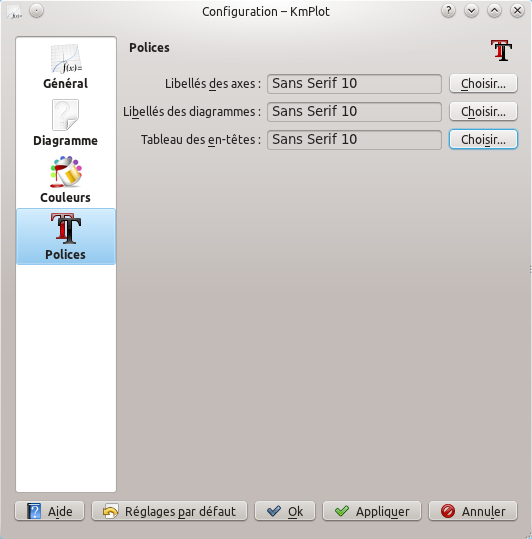 Configuration – KmPlot
Général
Diagramme
Couleurs
Polices
Polices
Libellés des axes : Sans Serif 10 Choisir...
Libellés des diagrammes : Sans Serif 10 Choisir...
Tableau des en-têtes : Sans Serif 10 Choisir...
Aide Réglages par défaut Ok Appliquer Annuler